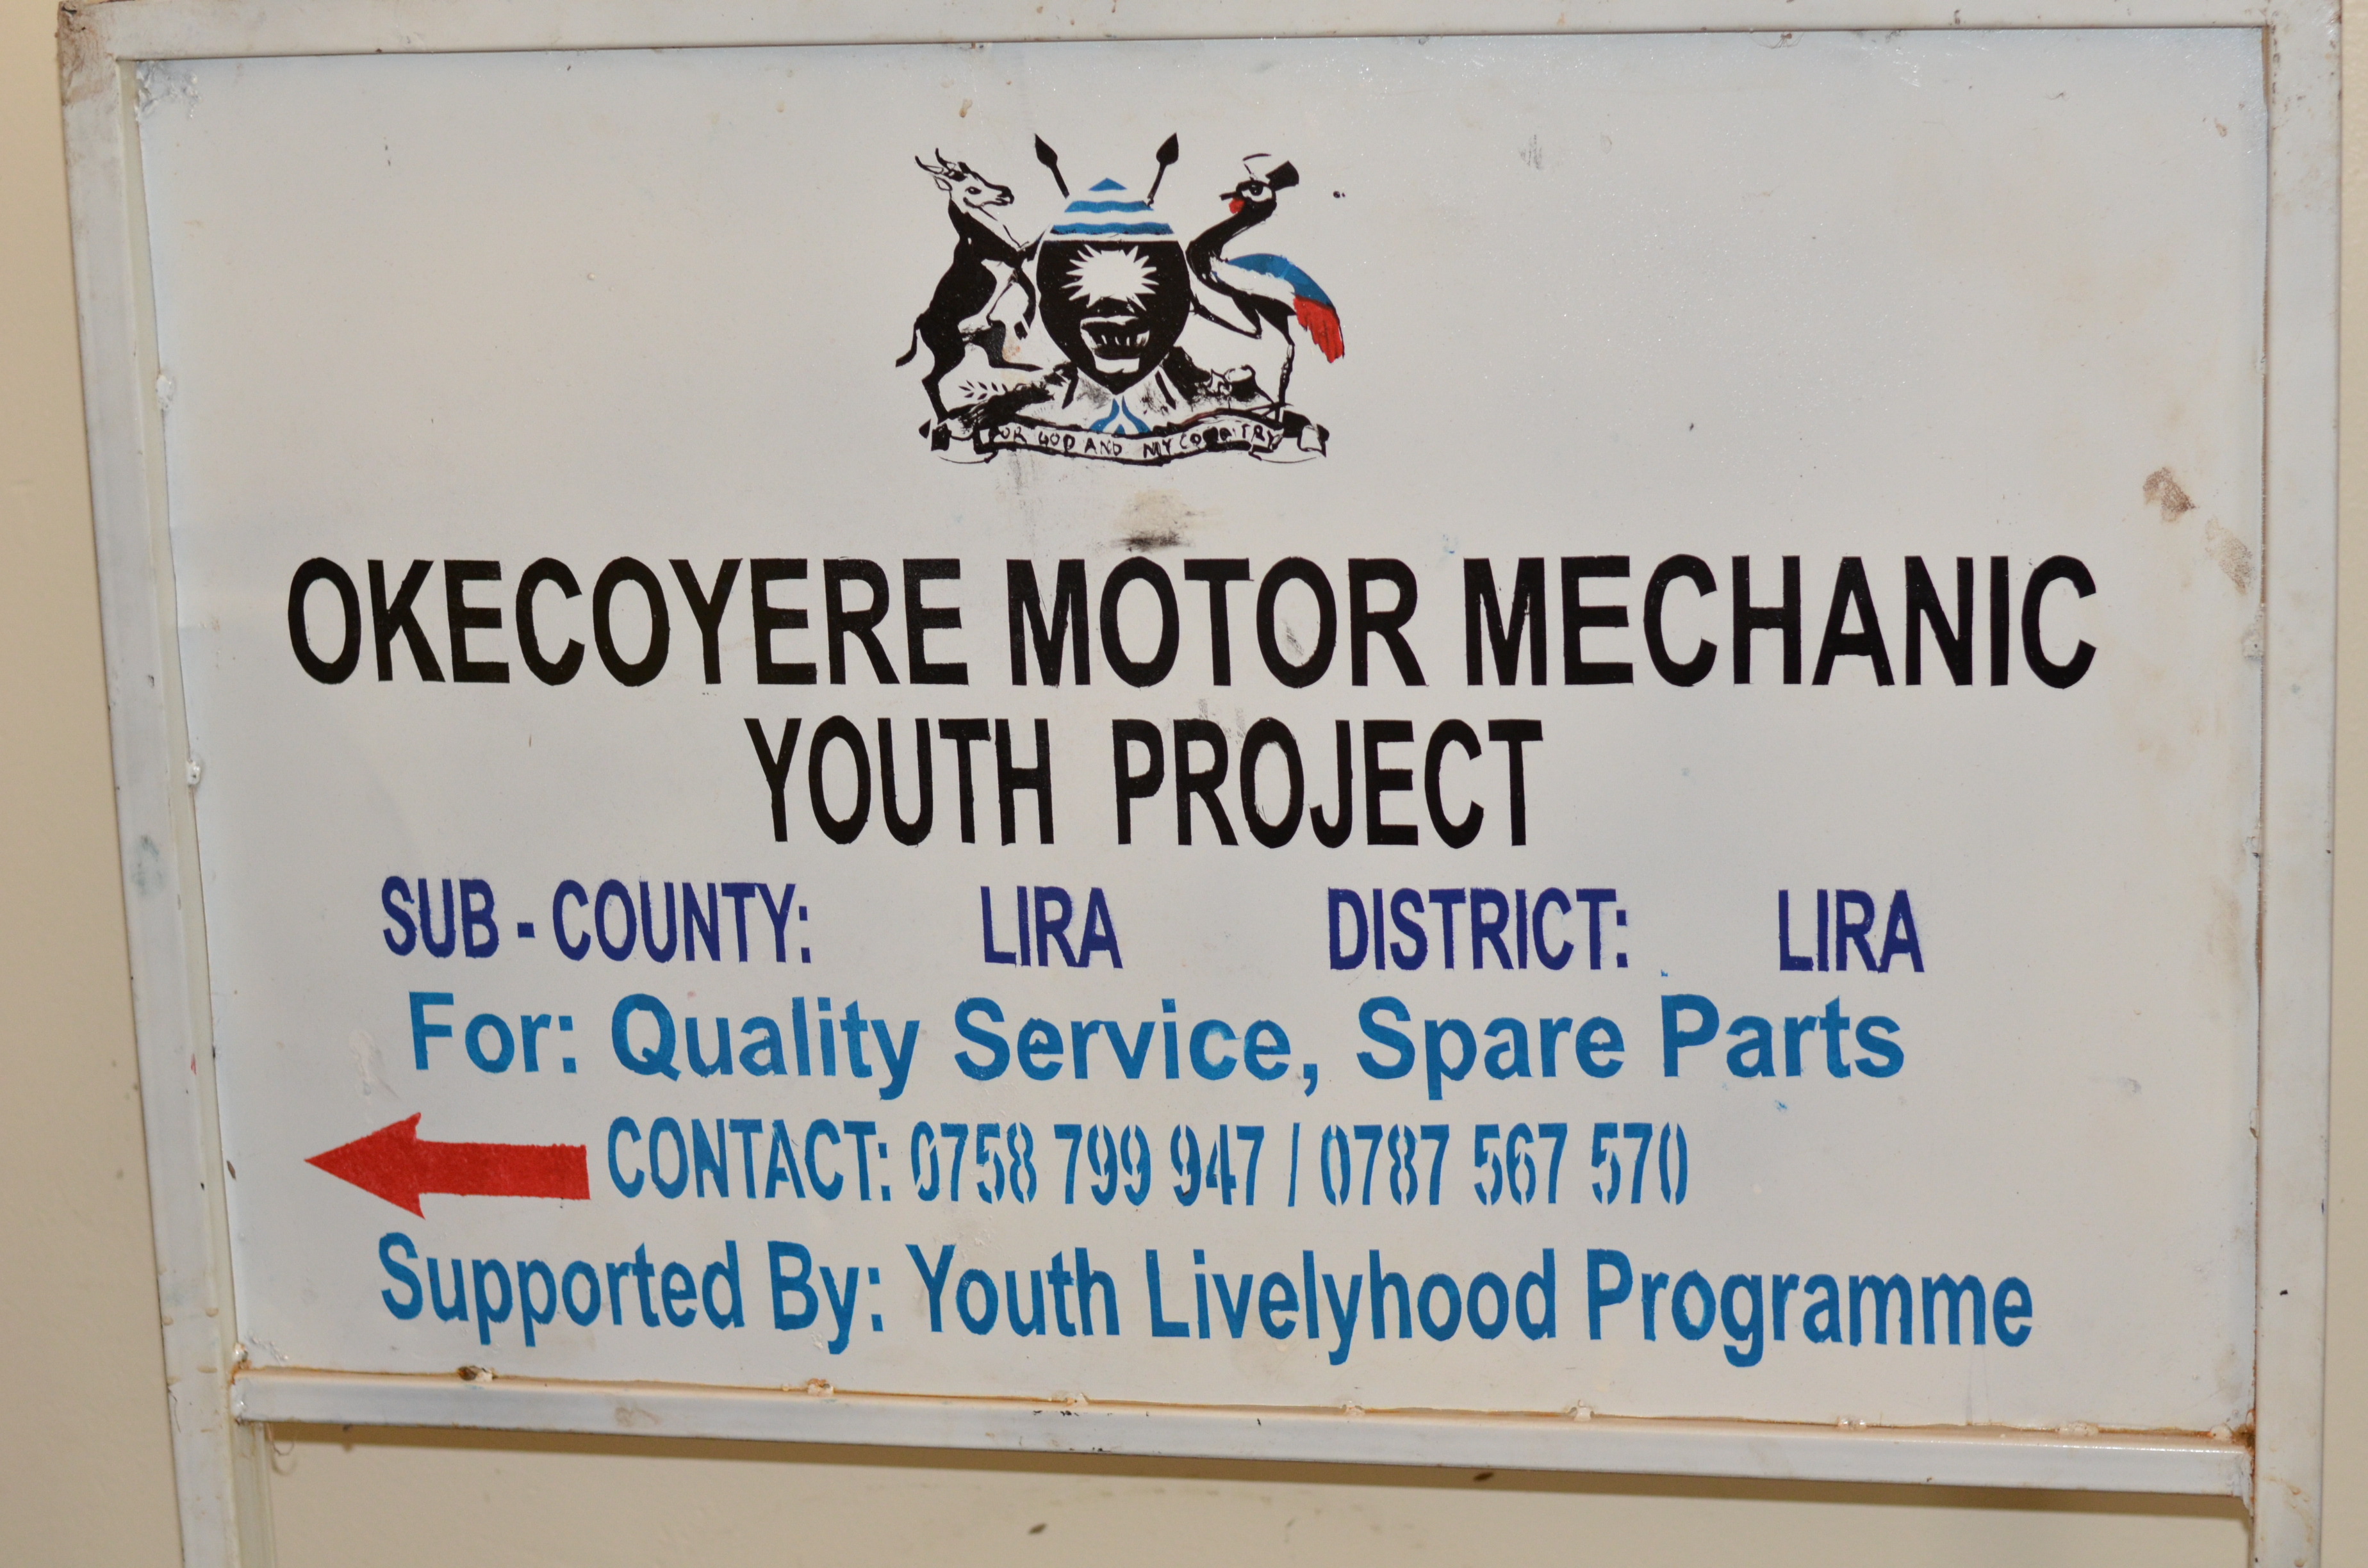 FOR GOD AND MY COUNTRY
OKECOYERE MOTOR MECHANIC
YOUTH PROJECT
SUB - COUNTY: LIRA DISTRICT: LIRA
For: Quality Service, Spare Parts
CONTACT: 0758 799 947 / 0787 567 570
Supported By: Youth Livelyhood Programme